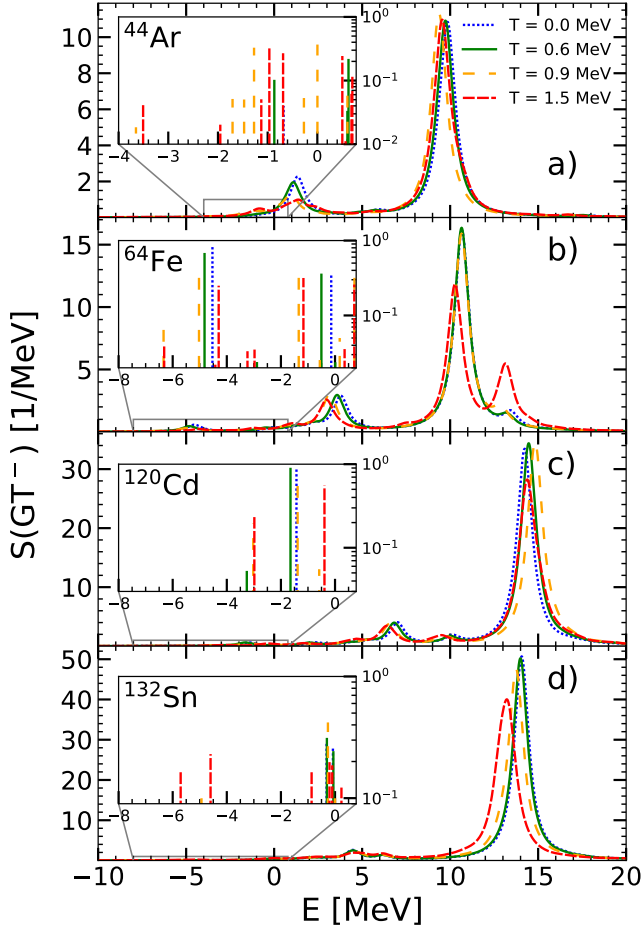 ⁴⁴Ar
10⁰
10⁻¹
10⁻²
−4 −3 −2 −1 0
T = 0.0 MeV
T = 0.6 MeV
T = 0.9 MeV
T = 1.5 MeV
10
8
6
4
2
a)
⁶⁴Fe
10⁰
10⁻¹
−8 −6 −4 −2 0
15
10
5
b)
¹²⁰Cd
10⁰
10⁻¹
−8 −6 −4 −2 0
30
20
10
c)
¹³²Sn
10⁰
10⁻¹
−8 −6 −4 −2 0
50
40
30
20
10
d)
S(GT⁻) [1/MeV]
−10 −5 0 5 10 15 20
E [MeV]